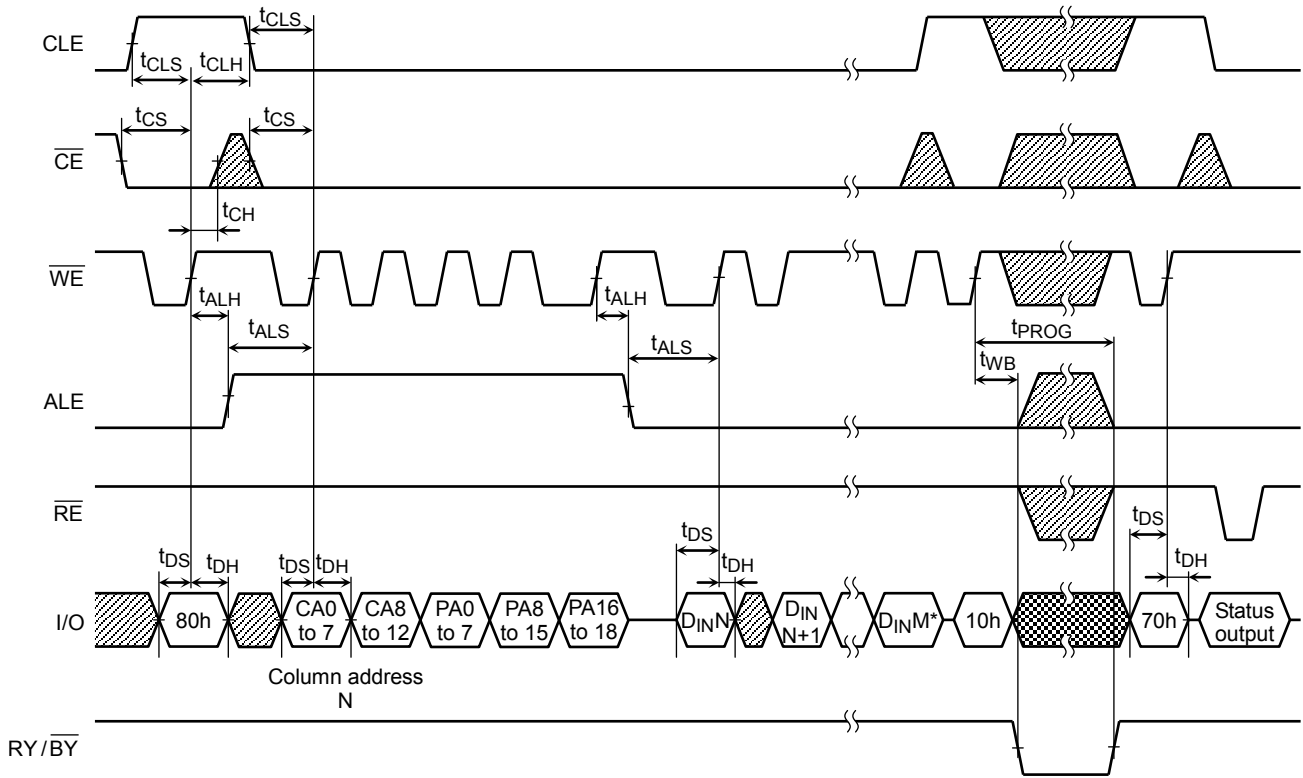 tCLS
CLE
tCLS tCLH
tCS tCS
CE
tCH
WE
tALH tALH
tALS tALS tPROG
tWB
ALE
RE
tDS tDH tDS tDH tDS tDH tDS tDH
I/O 80h CA0 to 7 CA8 to 12 PA0 to 7 PA8 to 15 PA16 to 18 DINN DIN N+1 DINM* 10h 70h Status output
Column address
N
RY/BY